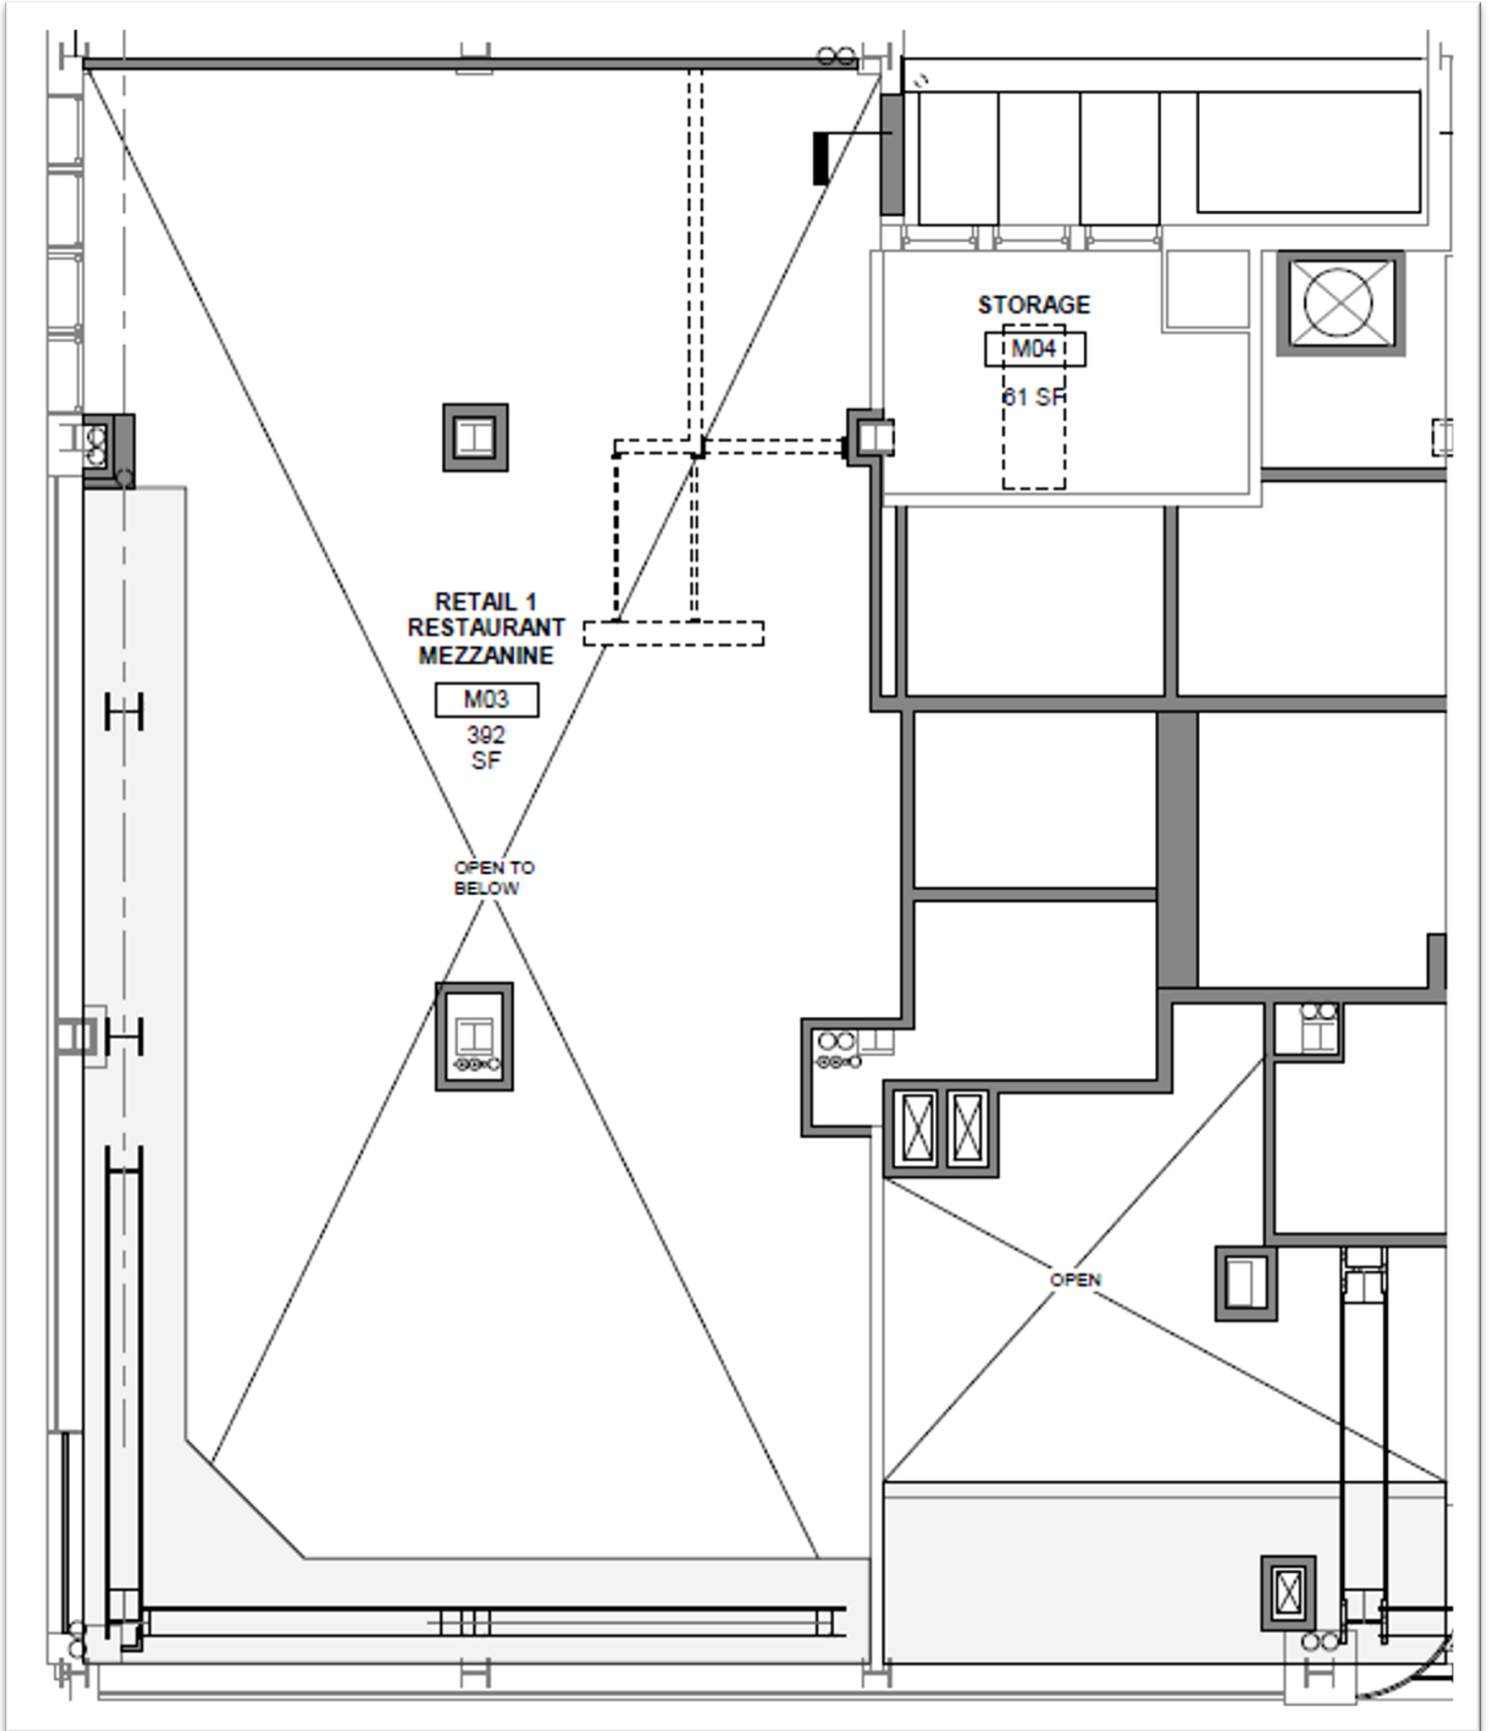 STORAGE
M04
61 SF
RETAIL 1
RESTAURANT
MEZZANINE
M03
392
SF
OPEN TO
BELOW
OPEN